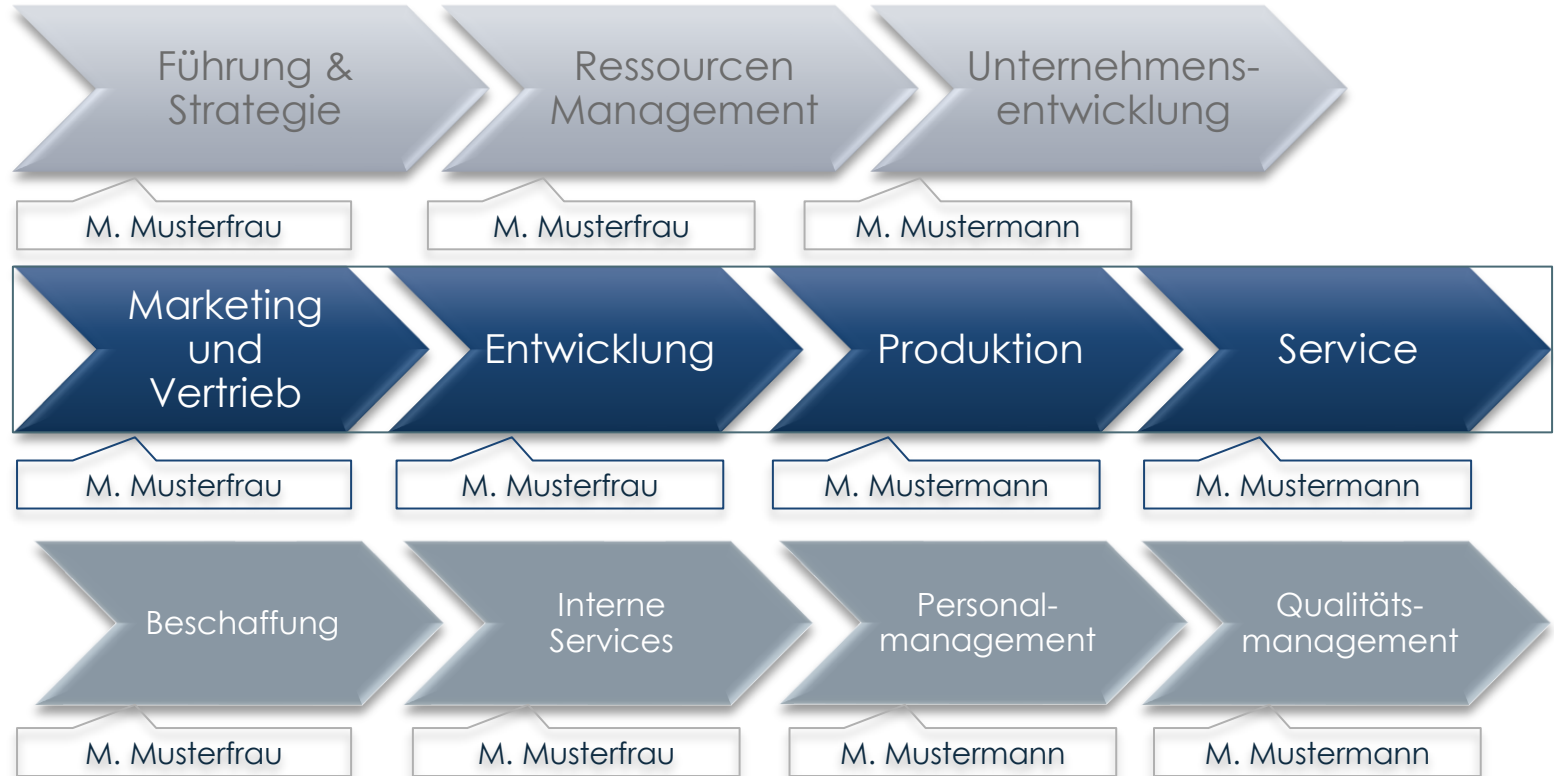 Führung &
Strategie
Ressourcen
Management
Unternehmens-
entwicklung
M. Musterfrau
M. Musterfrau
M. Mustermann
Marketing
und
Vertrieb
Entwicklung
Produktion
Service
M. Musterfrau
M. Musterfrau
M. Mustermann
M. Mustermann
Beschaffung
Interne
Services
Personal-
management
Qualitäts-
management
M. Musterfrau
M. Musterfrau
M. Mustermann
M. Mustermann